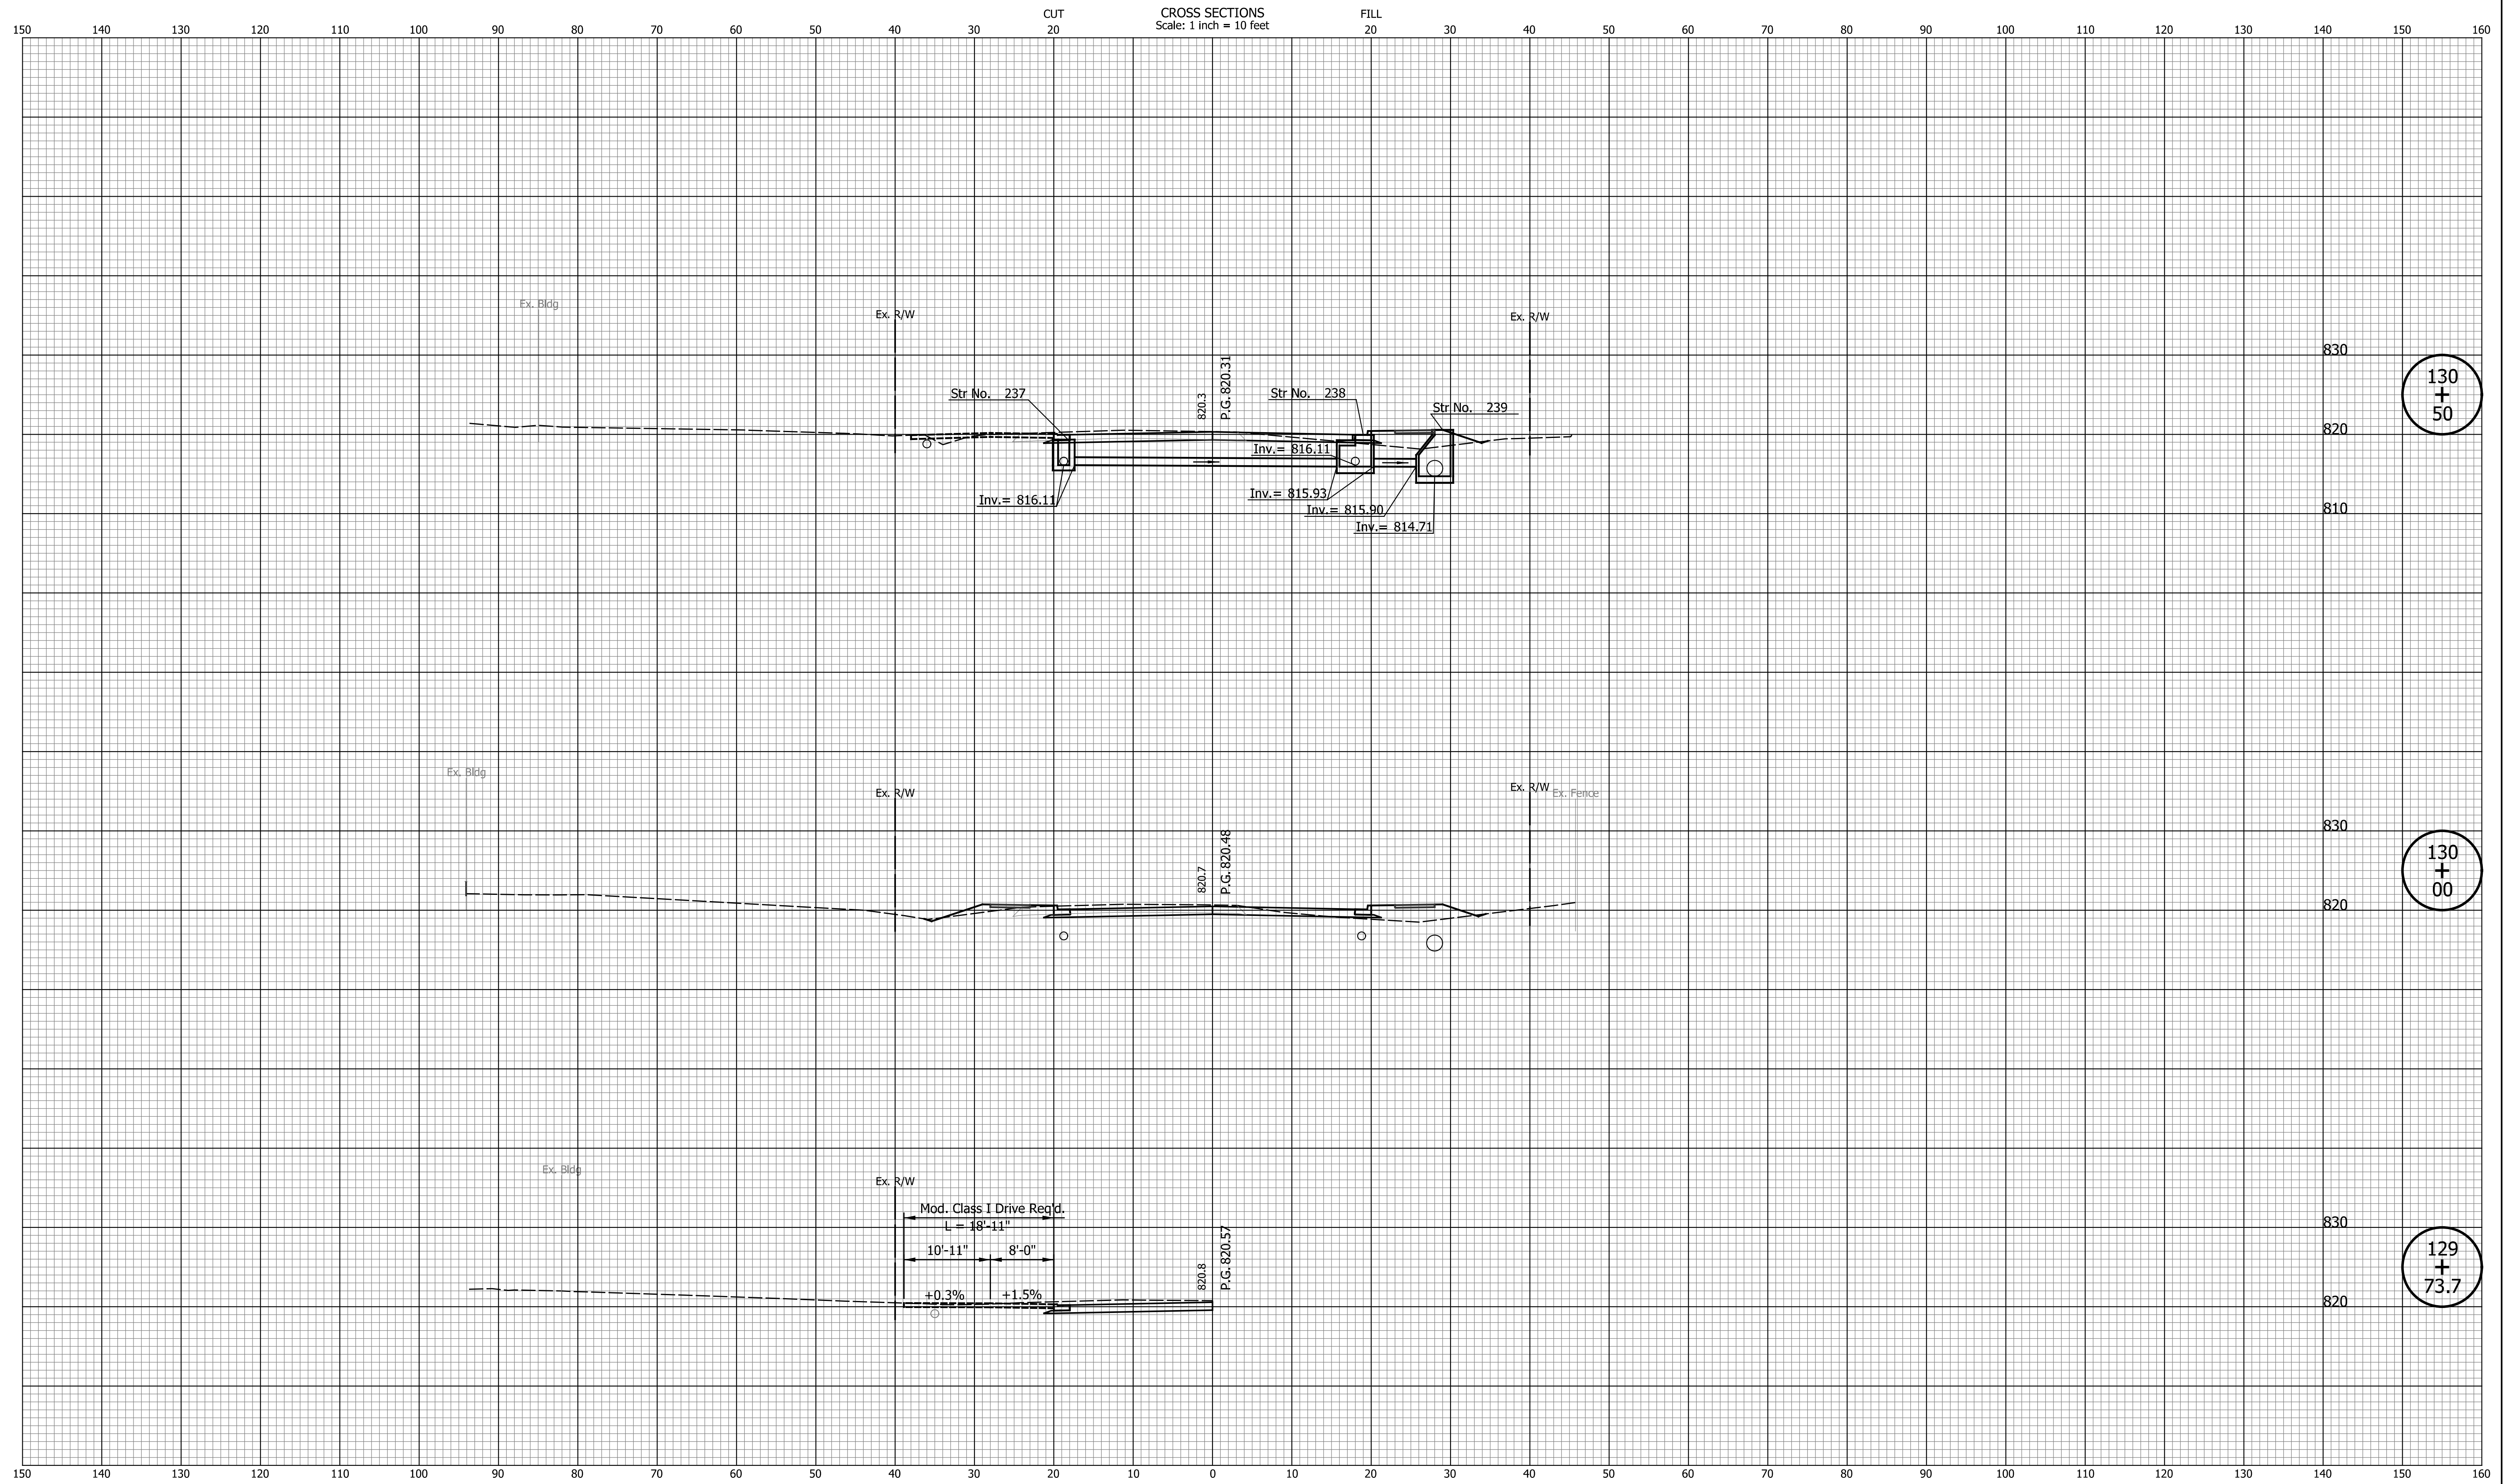 CUT CROSS SECTIONS FILL
Scale: 1 inch = 10 feet
150 140 130 120 110 100 90 80 70 60 50 40 30 20 10 0 10 20 30 40 50 60 70 80 90 100 110 120 130 140 150 160
Ex. Bldg
Ex. R/W
Ex. R/W
830
130
+
50
820
810
P.G. 820.31
820.3
Str No. 237
Str No. 238
Str No. 239
Inv.= 816.11
Inv.= 816.11
Inv.= 815.93
Inv.= 815.90
Inv.= 814.71
Ex. Bldg
Ex. R/W
Ex. R/W
Ex. Fence
P.G. 820.48
820.7
830
130
+
00
820
Ex. Bldg
Ex. R/W
Mod. Class I Drive Req'd.
L = 18'-11"
10'-11" 8'-0"
+0.3% +1.5%
P.G. 820.57
820.8
830
129
+
73.7
820
150 140 130 120 110 100 90 80 70 60 50 40 30 20 10 0 10 20 30 40 50 60 70 80 90 100 110 120 130 140 150 160